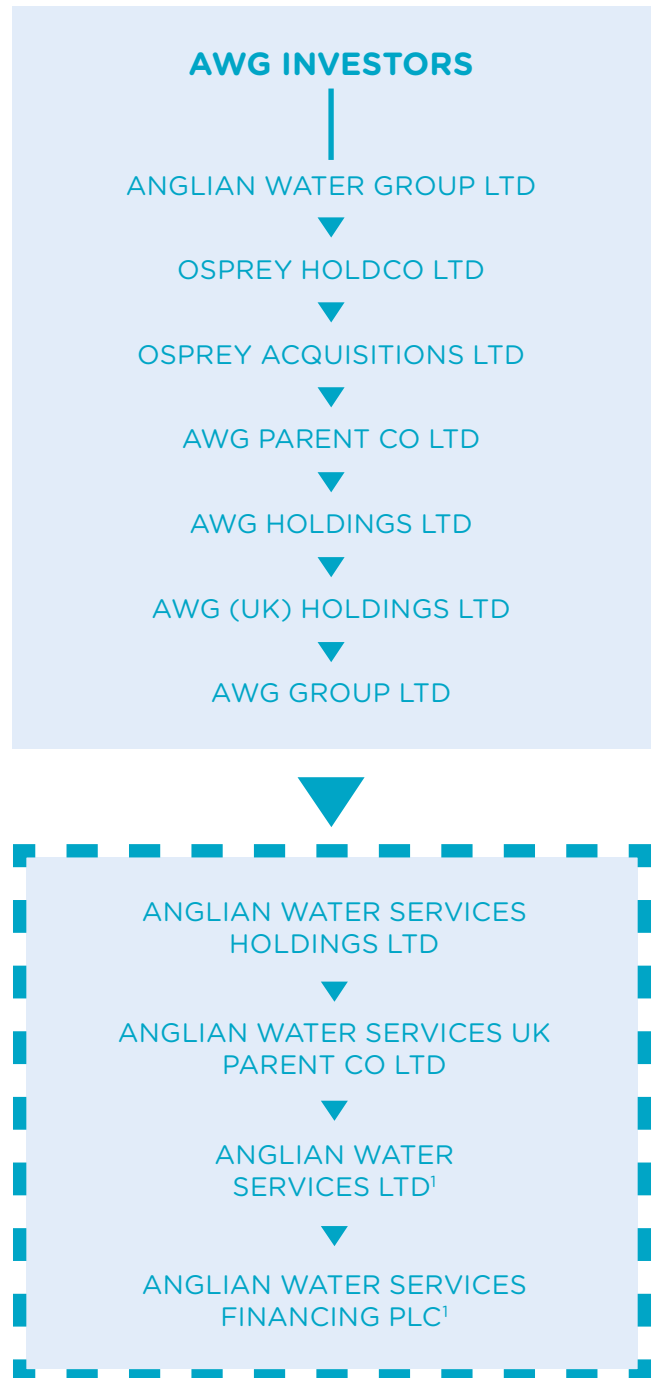 AWG INVESTORS
ANGLIAN WATER GROUP LTD
OSPREY HOLDCO LTD
OSPREY ACQUISITIONS LTD
AWG PARENT CO LTD
AWG HOLDINGS LTD
AWG (UK) HOLDINGS LTD
AWG GROUP LTD
ANGLIAN WATER SERVICES
HOLDINGS LTD
ANGLIAN WATER SERVICES UK
PARENT CO LTD
ANGLIAN WATER
SERVICES LTD¹
ANGLIAN WATER SERVICES
FINANCING PLC¹